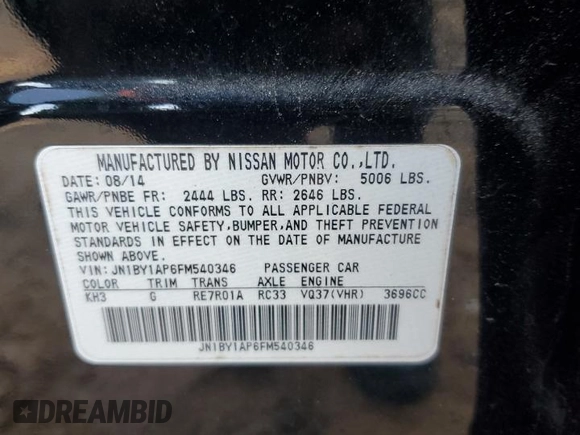 MANUFACTURED BY NISSAN MOTOR CO.,LTD.
DATE: 08/14 GVWR/PNBV: 5006 LBS.
GAWR/PNBE FR: 2444 LBS. RR: 2646 LBS.
THIS VEHICLE CONFORMS TO ALL APPLICABLE FEDERAL
MOTOR VEHICLE SAFETY,BUMPER,AND THEFT PREVENTION
STANDARDS IN EFFECT ON THE DATE OF MANUFACTURE
SHOWN ABOVE.
VIN: JN1BY1AP6FM540346 PASSENGER CAR
COLOR TRIM TRANS AXLE ENGINE
KH3 G RE7R01A RC33 VQ37(VHR) 3696CC
JN1BY1AP6FM540346
DREAMBID